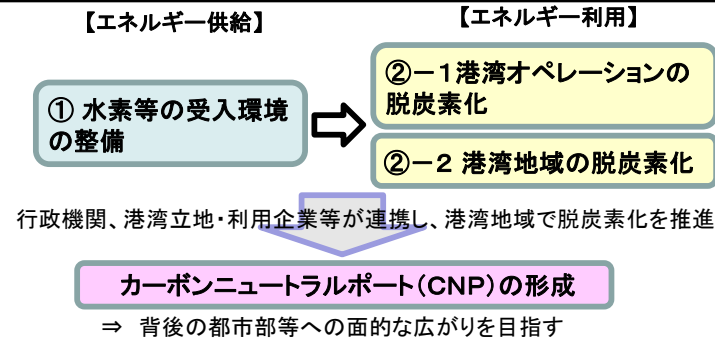 【エネルギー供給】
【エネルギー利用】
① 水素等の受入環境
の整備
②－１港湾オペレーションの
脱炭素化
②－２ 港湾地域の脱炭素化
行政機関、港湾立地・利用企業等が連携し、港湾地域で脱炭素化を推進
カーボンニュートラルポート（CNP）の形成
⇒ 背後の都市部等への面的な広がりを目指す